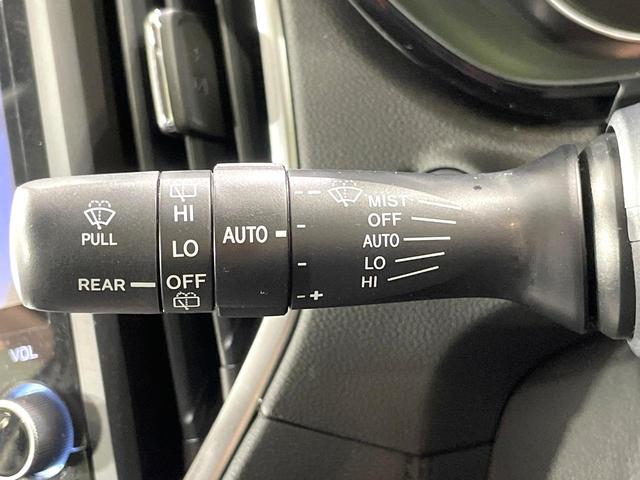 PULL
REAR
HI
LO
OFF
AUTO
- -
-
-
- +
MIST
OFF
AUTO
LO
HI
VOL